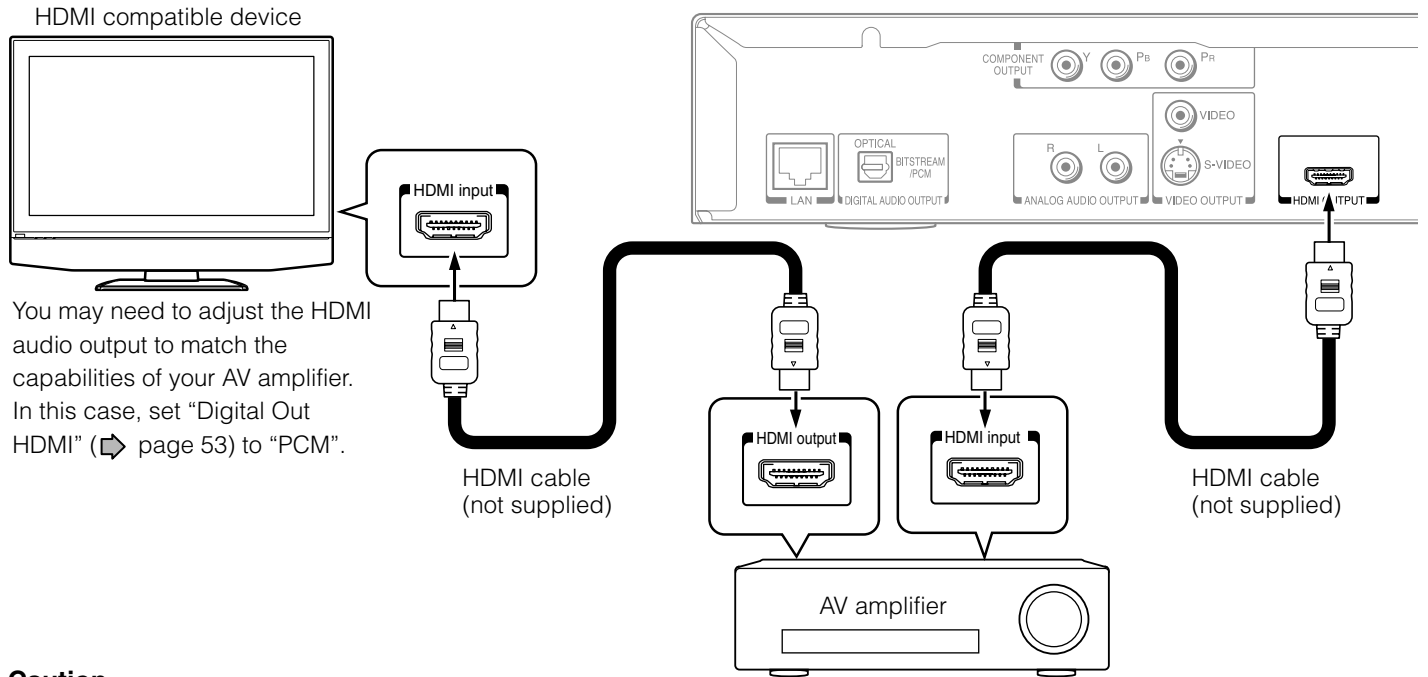 HDMI compatible device
HDMI input
You may need to adjust the HDMI
audio output to match the
capabilities of your AV amplifier.
In this case, set “Digital Out
HDMI” ( page 53) to “PCM”.
COMPONENT
OUTPUT
Y
PB
PR
VIDEO
S-VIDEO
VIDEO OUTPUT
OPTICAL
BITSTREAM
/PCM
LAN
DIGITAL AUDIO OUTPUT
R
L
ANALOG AUDIO OUTPUT
HDMI OUTPUT
HDMI output
HDMI input
HDMI cable
(not supplied)
HDMI cable
(not supplied)
AV amplifier
Caution